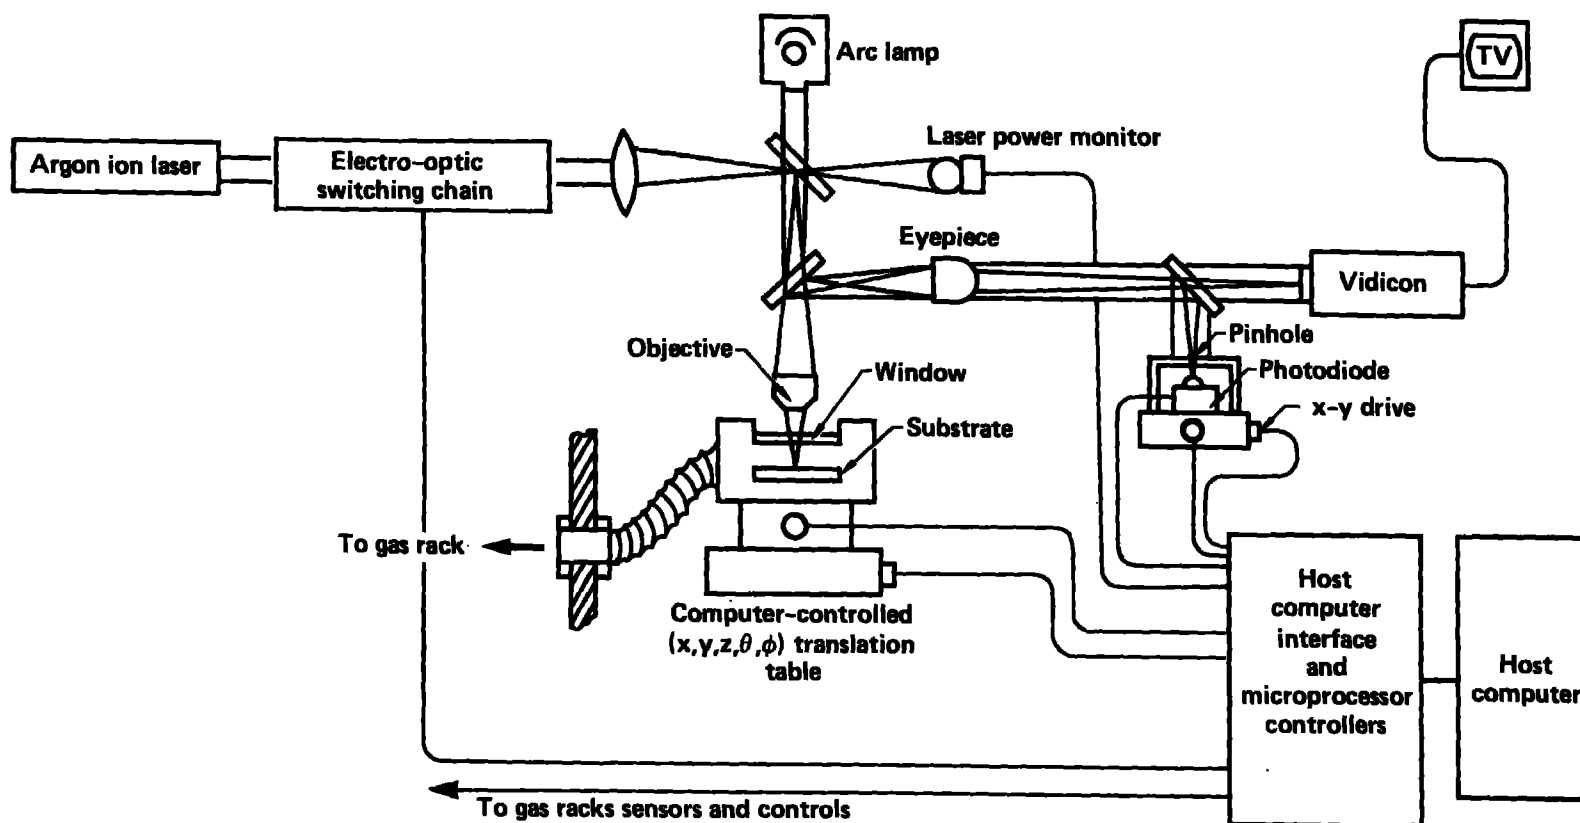 Arc lamp
TV
Argon ion laser
Electro-optic
switching chain
Laser power monitor
Eyepiece
Vidicon
Objective
Window
Pinhole
Photodiode
x-y drive
Substrate
To gas rack
Computer-controlled
(x,y,z,θ,ϕ) translation
table
Host
computer
interface
and
microprocessor
controllers
Host
computer
To gas racks sensors and controls